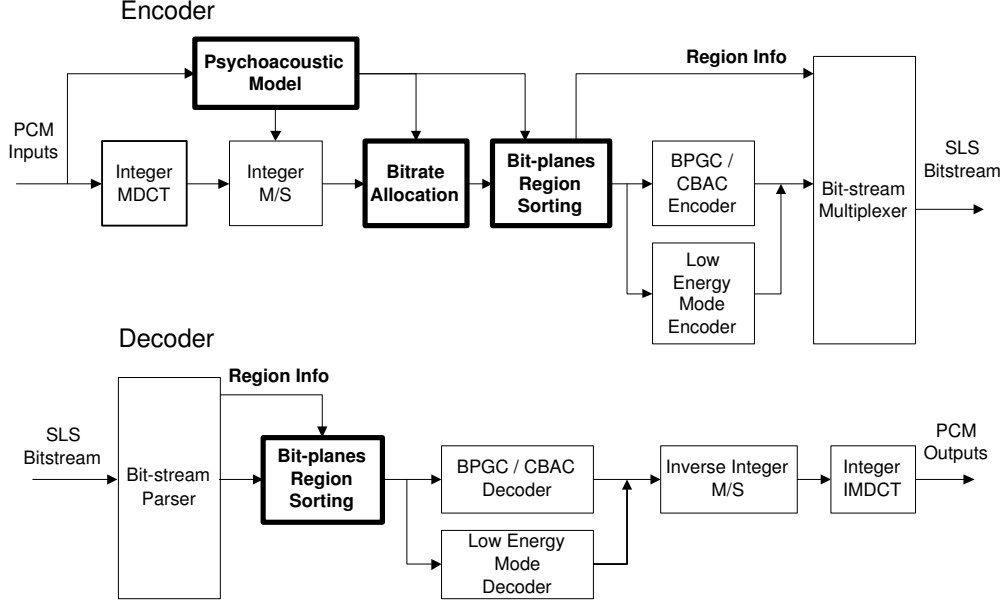 Encoder
Psychoacoustic
Model
Region Info
PCM
Inputs
Integer
MDCT
Integer
M/S
Bitrate
Allocation
Bit-planes
Region
Sorting
BPGC /
CBAC
Encoder
Low
Energy
Mode
Encoder
Bit-stream
Multiplexer
SLS
Bitstream
Decoder
Region Info
SLS
Bitstream
Bit-stream
Parser
Bit-planes
Region
Sorting
BPGC / CBAC
Decoder
Low Energy
Mode
Decoder
Inverse Integer
M/S
Integer
IMDCT
PCM
Outputs